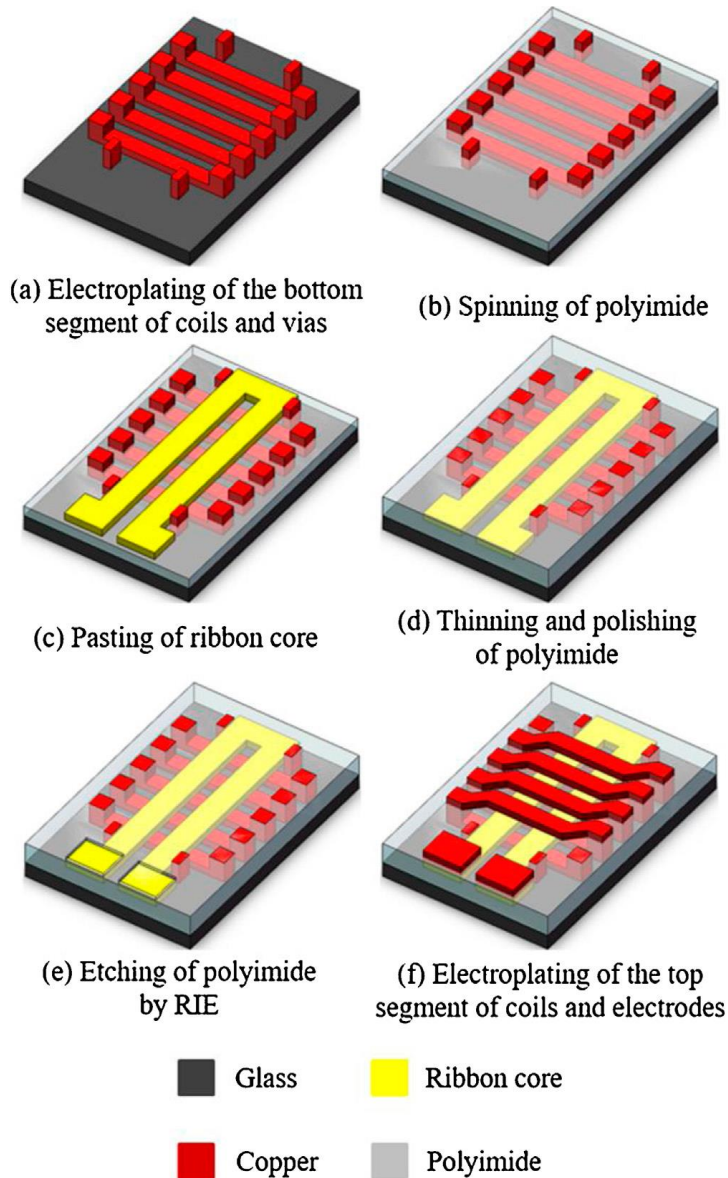 (a) Electroplating of the bottom
segment of coils and vias
(b) Spinning of polyimide
(c) Pasting of ribbon core
(d) Thinning and polishing
of polyimide
(e) Etching of polyimide
by RIE
(f) Electroplating of the top
segment of coils and electrodes
Glass
Ribbon core
Copper
Polyimide